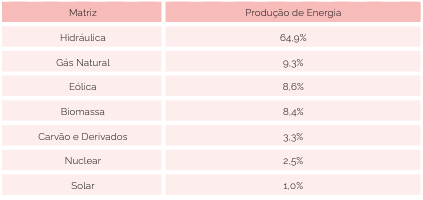 Matriz Produção de Energia
Hidráulica 64,9%
Gás Natural 9,3%
Eólica 8,6%
Biomassa 8,4%
Carvão e Derivados 3,3%
Nuclear 2,5%
Solar 1,0%